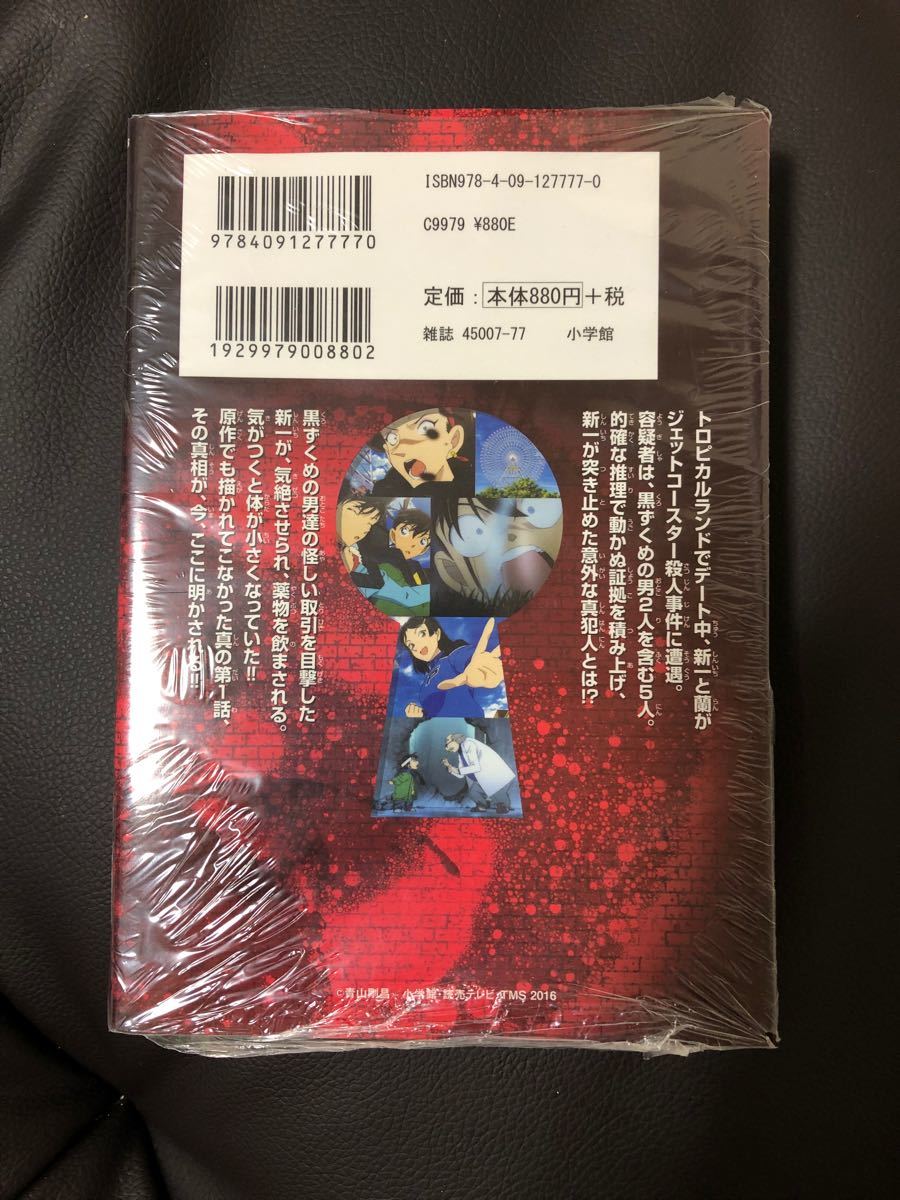 ISBN978-4-09-127777-0
C9979 ¥880E
9784091277770
定価：本体880円＋税
雑誌 45007-77 小学館
1929979008802
トロピカルランドでデート中、新一と蘭が
ジェットコースター殺人事件に遭遇。
容疑者は、黒ずくめの男2人を含む5人。
的確な推理で動かぬ証拠を積み上げ、
新一が突き止めた意外な真犯人とは!?
黒ずくめの男達の怪しい取引を目撃した
新一が、気絶させられ、薬物を飲まされる。
気がつくと体が小さくなっていた!!
原作でも描かれてこなかった真の第1話、
その真相が、今、ここに明かされる!!
©青山剛昌／小学館・読売テレビ・TMS 2016